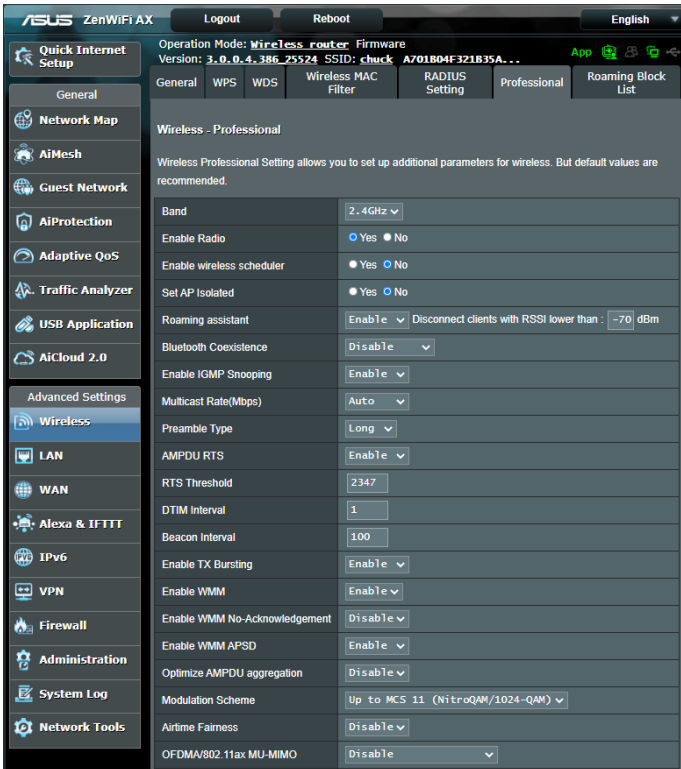 ASUS ZenWiFi AX Logout Reboot English
Quick Internet Setup
General
Network Map
AiMesh
Guest Network
AiProtection
Adaptive QoS
Traffic Analyzer
USB Application
AiCloud 2.0
Advanced Settings
Wireless
LAN
WAN
Alexa & IFTTT
IPv6
VPN
Firewall
Administration
System Log
Network Tools
Operation Mode: Wireless router Firmware
Version: 3.0.0.4.386_25524 SSID: chuck A701B04F321B35A...
App
General WPS WDS Wireless MAC Filter RADIUS Setting Professional Roaming Block List
Wireless - Professional
Wireless Professional Setting allows you to set up additional parameters for wireless. But default values are
recommended.
Band 2.4GHz
Enable Radio Yes No
Enable wireless scheduler Yes No
Set AP Isolated Yes No
Roaming assistant Enable Disconnect clients with RSSI lower than : -70 dBm
Bluetooth Coexistence Disable
Enable IGMP Snooping Enable
Multicast Rate(Mbps) Auto
Preamble Type Long
AMPDU RTS Enable
RTS Threshold 2347
DTIM Interval 1
Beacon Interval 100
Enable TX Bursting Enable
Enable WMM Enable
Enable WMM No-Acknowledgement Disable
Enable WMM APSD Enable
Optimize AMPDU aggregation Disable
Modulation Scheme Up to MCS 11 (NitroQAM/1024-QAM)
Airtime Fairness Disable
OFDMA/802.11ax MU-MIMO Disable